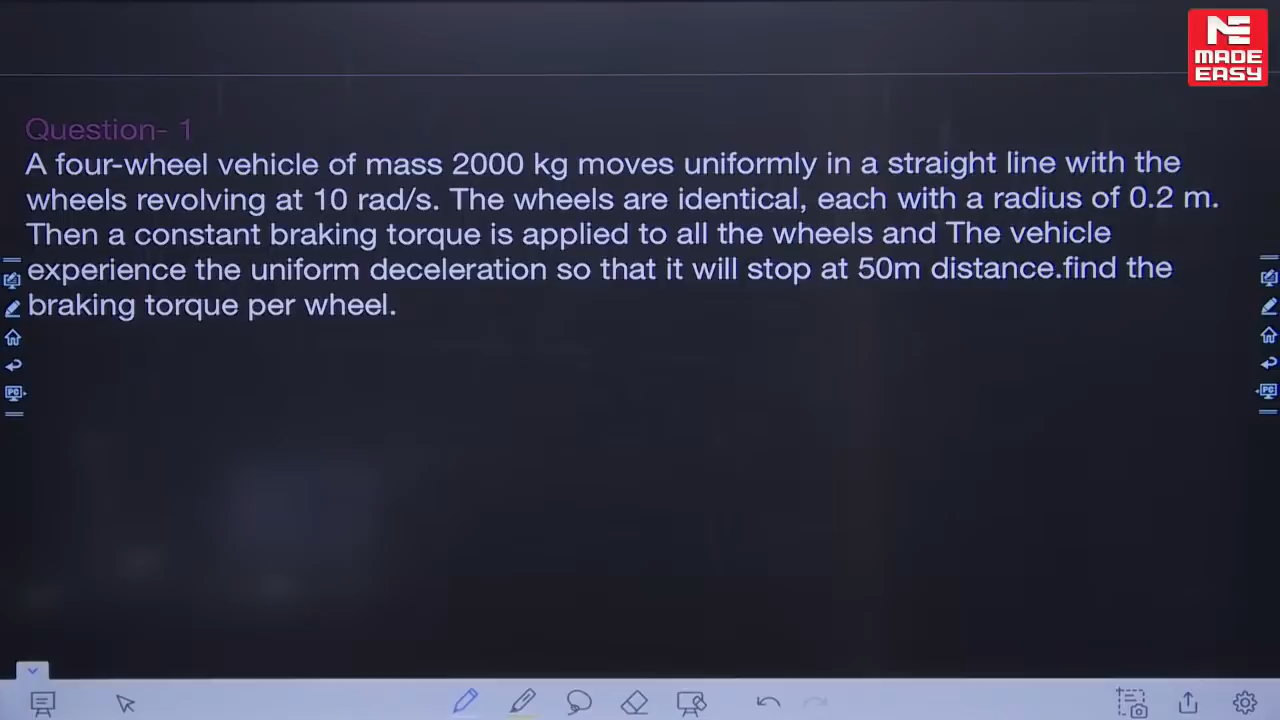 MADE
EASY
Question- 1
A four-wheel vehicle of mass 2000 kg moves uniformly in a straight line with the
wheels revolving at 10 rad/s. The wheels are identical, each with a radius of 0.2 m.
Then a constant braking torque is applied to all the wheels and The vehicle
experience the uniform deceleration so that it will stop at 50m distance.find the
braking torque per wheel.
PC
PC